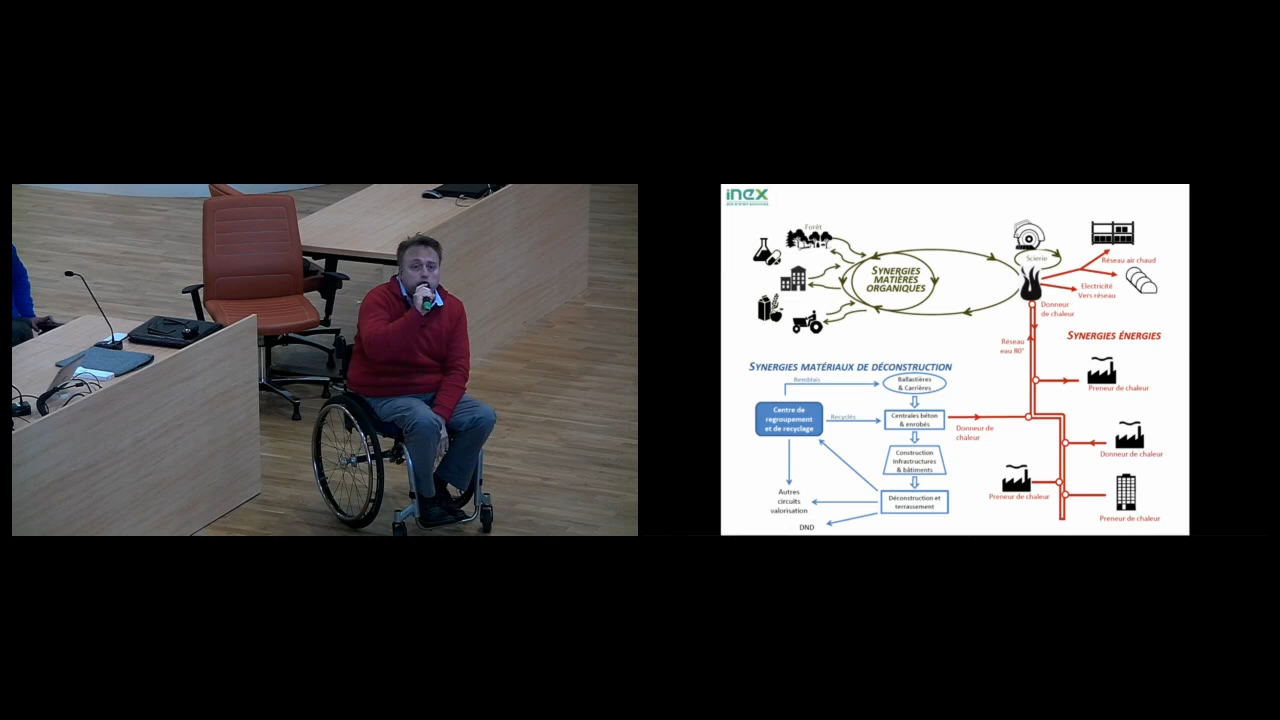 inex
Forêt
SYNERGIES
MATIÈRES
ORGANIQUES
Scierie
Réseau air chaud
Electricité
Vers réseau
Donneur
de chaleur
SYNERGIES ÉNERGIES
Réseau
eau 80°
Preneur de chaleur
Donneur de chaleur
Preneur de chaleur
Preneur de chaleur
SYNERGIES MATÉRIAUX DE DÉCONSTRUCTION
Remblais
Ballastières
& Carrières
Centre de
regroupement
et de recyclage
Recyclés
Centrales béton
& enrobés
Donneur de
chaleur
Construction
infrastructures
& bâtiments
Déconstruction et
terrassement
Autres
circuits
valorisation
DND